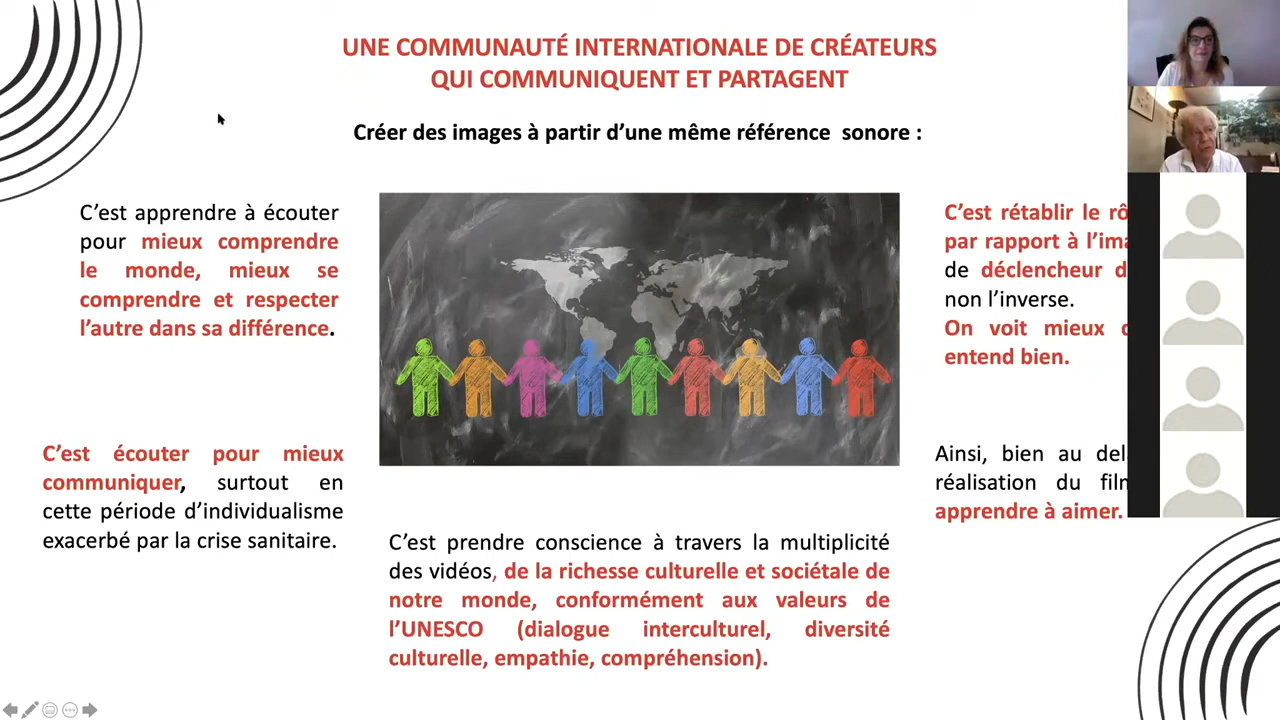 UNE COMMUNAUTÉ INTERNATIONALE DE CRÉATEURS
QUI COMMUNIQUENT ET PARTAGENT
Créer des images à partir d’une même référence sonore :
C’est apprendre à écouter
pour mieux comprendre
le monde, mieux se
comprendre et respecter
l’autre dans sa différence.
C’est écouter pour mieux
communiquer, surtout en
cette période d’individualisme
exacerbé par la crise sanitaire.
C’est prendre conscience à travers la multiplicité
des vidéos, de la richesse culturelle et sociétale de
notre monde, conformément aux valeurs de
l’UNESCO (dialogue interculturel, diversité
culturelle, empathie, compréhension).
C’est rétablir le
par rapport à
de déclencheur
non l’inverse.
On voit mieux
entend bien.
Ainsi, bien au
réalisation du
apprendre à aimer.